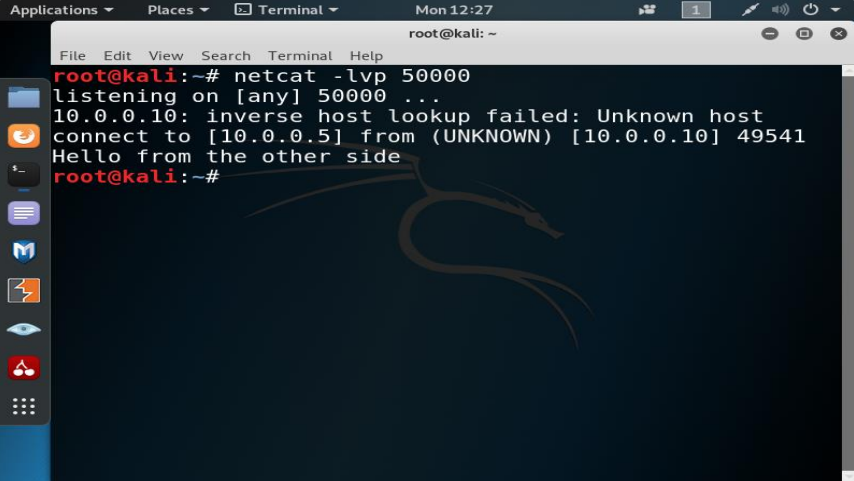 Applications Places Terminal Mon 12:27 1
root@kali: ~
File Edit View Search Terminal Help
root@kali:~# netcat -lvp 50000
listening on [any] 50000 ...
10.0.0.10: inverse host lookup failed: Unknown host
connect to [10.0.0.5] from (UNKNOWN) [10.0.0.10] 49541
Hello from the other side
root@kali:~#